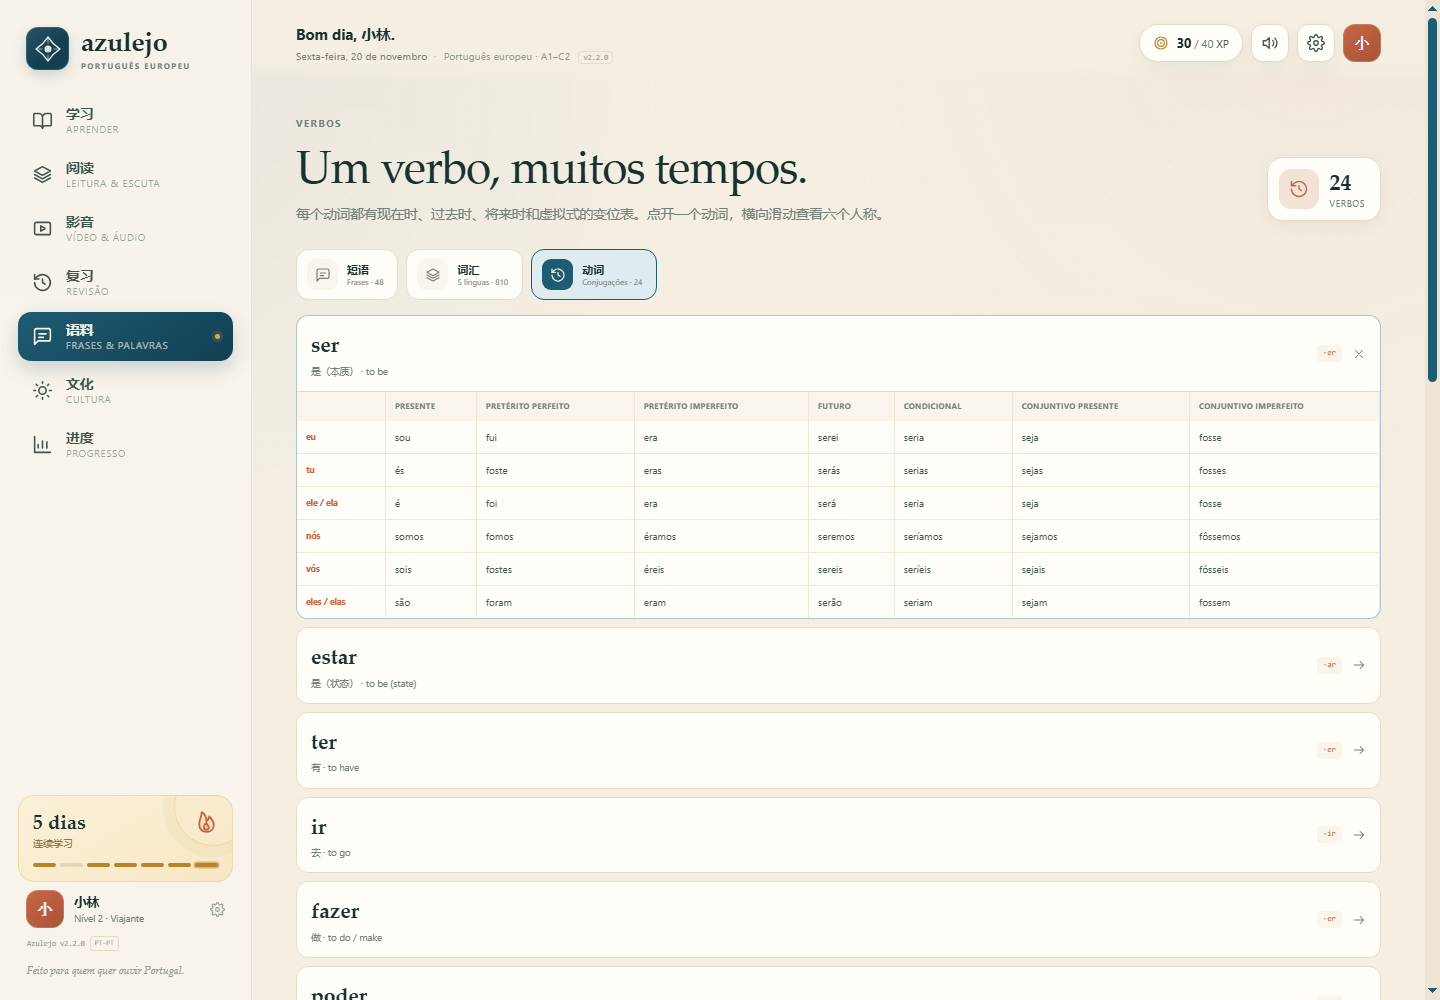 azulejo
PORTUGUÊS EUROPEU
学习
APRENDER
阅读
LEITURA & ESCUTA
影音
VÍDEO & ÁUDIO
复习
REVISÃO
语料
FRASES & PALAVRAS
文化
CULTURA
进度
PROGRESSO
5 dias
连续学习
小
小林
Nível 2 · Viajante
Azulejo v2.2.0 PT-PT
Feito para quem quer ouvir Portugal.
Bom dia, 小林.
Sexta-feira, 20 de novembro · Português europeu · A1–C2 v2.2.0
30 / 40 XP
小
VERBOS
Um verbo, muitos tempos.
每个动词都有现在时、过去时、将来时和虚拟式的变位表。点开一个动词，横向滑动查看六个人称。
24
VERBOS
短语
Frases · 48
词汇
5 línguas · 810
动词
Conjugações · 24
ser
是（本质） · to be
-er
PRESENTE PRETÉRITO PERFEITO PRETÉRITO IMPERFEITO FUTURO CONDICIONAL CONJUNTIVO PRESENTE CONJUNTIVO IMPERFEITO
eu sou fui era serei seria seja fosse
tu és foste eras serás serias sejas fosses
ele / ela é foi era será seria seja fosse
nós somos fomos éramos seremos seríamos sejamos fôssemos
vós sois fostes éreis sereis seríeis sejais fôsseis
eles / elas são foram eram serão seriam sejam fossem
estar
是（状态） · to be (state)
-ar
ter
有 · to have
-er
ir
去 · to go
-ir
fazer
做 · to do / make
-er
poder